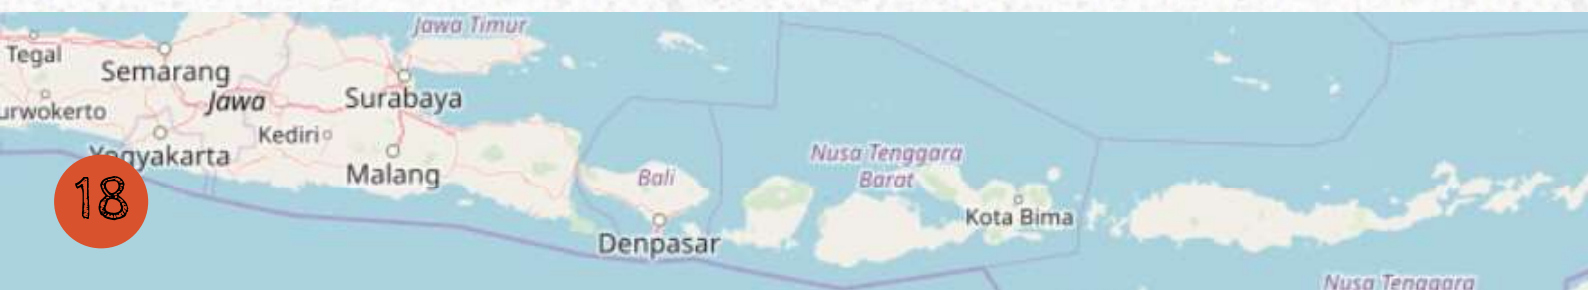 Jawa Timur
Tegal
Semarang
Jawa
Surabaya
urwokerto
Kediri
Yogyakarta
Malang
18
Nusa Tenggara
Barat
Bali
Kota Bima
Denpasar
Nusa Tenggara